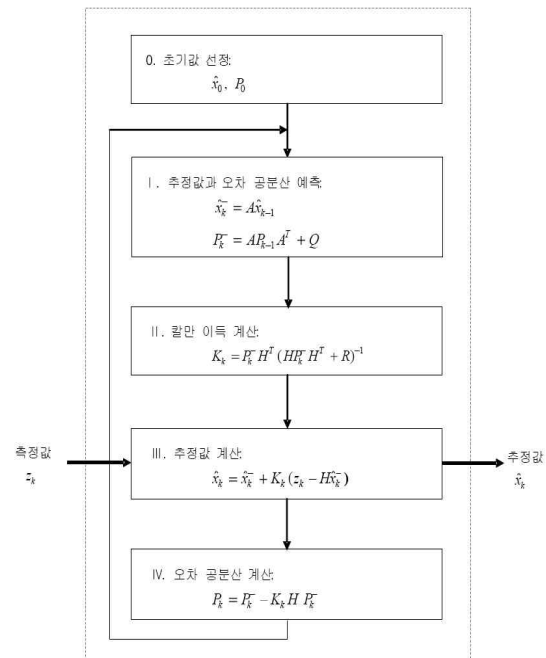 0. 초기값 선정:
x̂₀, P₀
Ⅰ. 추정값과 오차 공분산 예측:
x̂ₖ⁻ = Ax̂ₖ₋₁
Pₖ⁻ = APₖ₋₁Aᵀ + Q
Ⅱ. 칼만 이득 계산:
Kₖ = Pₖ⁻Hᵀ(HPₖ⁻Hᵀ + R)⁻¹
측정값
zₖ
Ⅲ. 추정값 계산:
x̂ₖ = x̂ₖ⁻ + Kₖ(zₖ − Hx̂ₖ⁻)
추정값
x̂ₖ
Ⅳ. 오차 공분산 계산:
Pₖ = Pₖ⁻ − KₖH Pₖ⁻